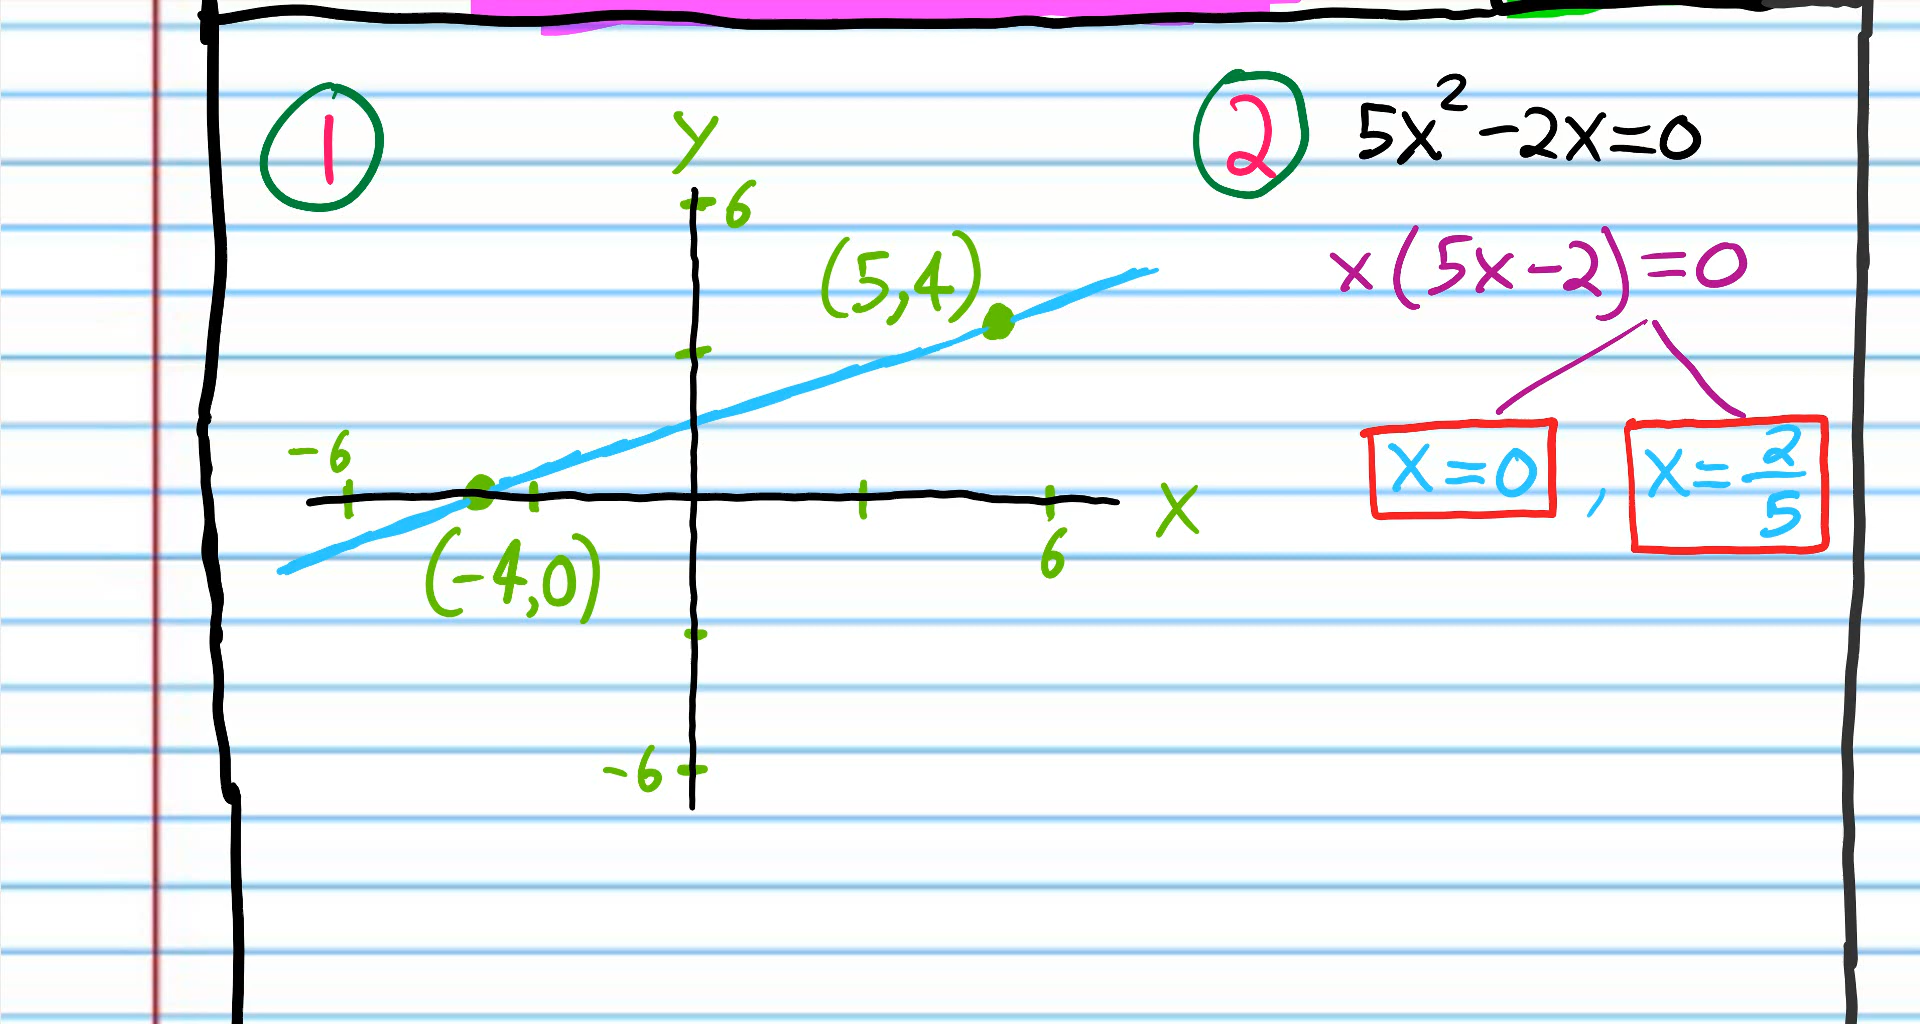 1
y
6
(5,4)
-6
x
6
(-4,0)
-6
2 5x²-2x=0
x(5x-2)=0
x=0 , x=2/5